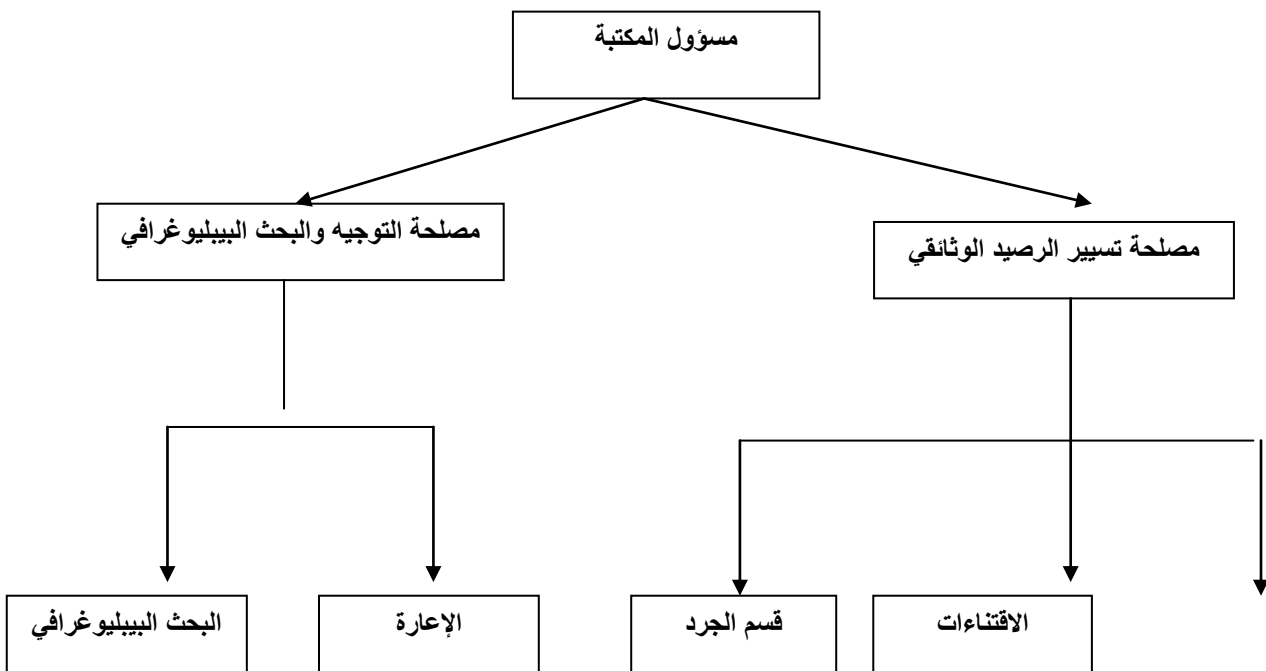 مسؤول المكتبة
مصلحة تسيير الرصيد الوثائقي
مصلحة التوجيه والبحث البيبليوغرافي
الاقتناءات
قسم الجرد
الإعارة
البحث البيبليوغرافي